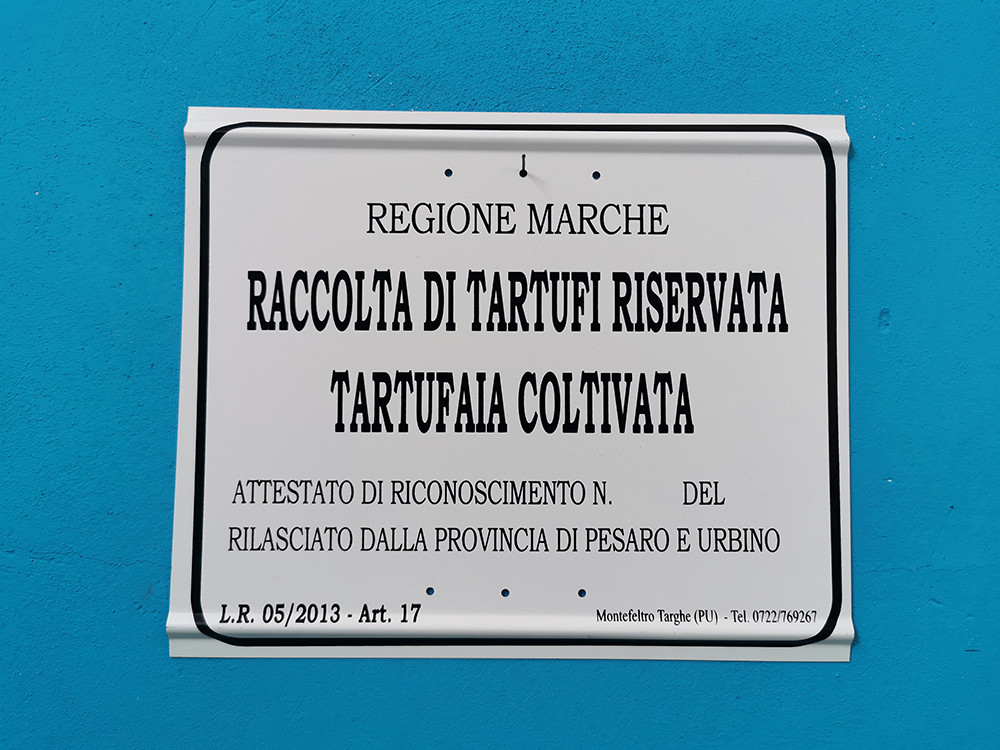 REGIONE MARCHE
RACCOLTA DI TARTUFI RISERVATA
TARTUFAIA COLTIVATA
ATTESTATO DI RICONOSCIMENTO N. DEL
RILASCIATO DALLA PROVINCIA DI PESARO E URBINO
L.R. 05/2013 - Art. 17 Montefeltro Targhe (PU) - Tel. 0722/769267